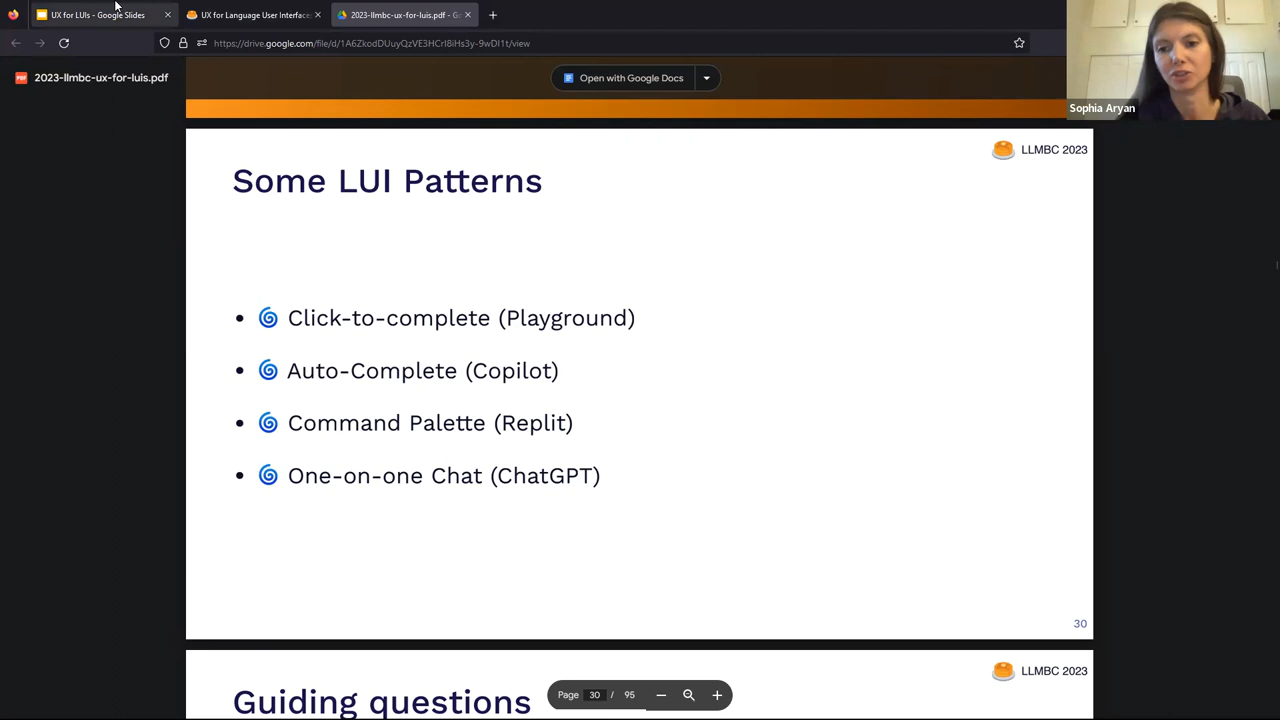 UX for LUIs - Google Slides
UX for Language User Interfaces
2023-llmbc-ux-for-luis.pdf - G
https://drive.google.com/file/d/1A6ZkodDUuyQzVE3HCrI8iHs3y-9wDI1t/view
2023-llmbc-ux-for-luis.pdf
Open with Google Docs
Sophia Aryan
LLMBC 2023
Some LUI Patterns
• Click-to-complete (Playground)
• Auto-Complete (Copilot)
• Command Palette (Replit)
• One-on-one Chat (ChatGPT)
30
LLMBC 2023
Guiding questions
Page 30 / 95